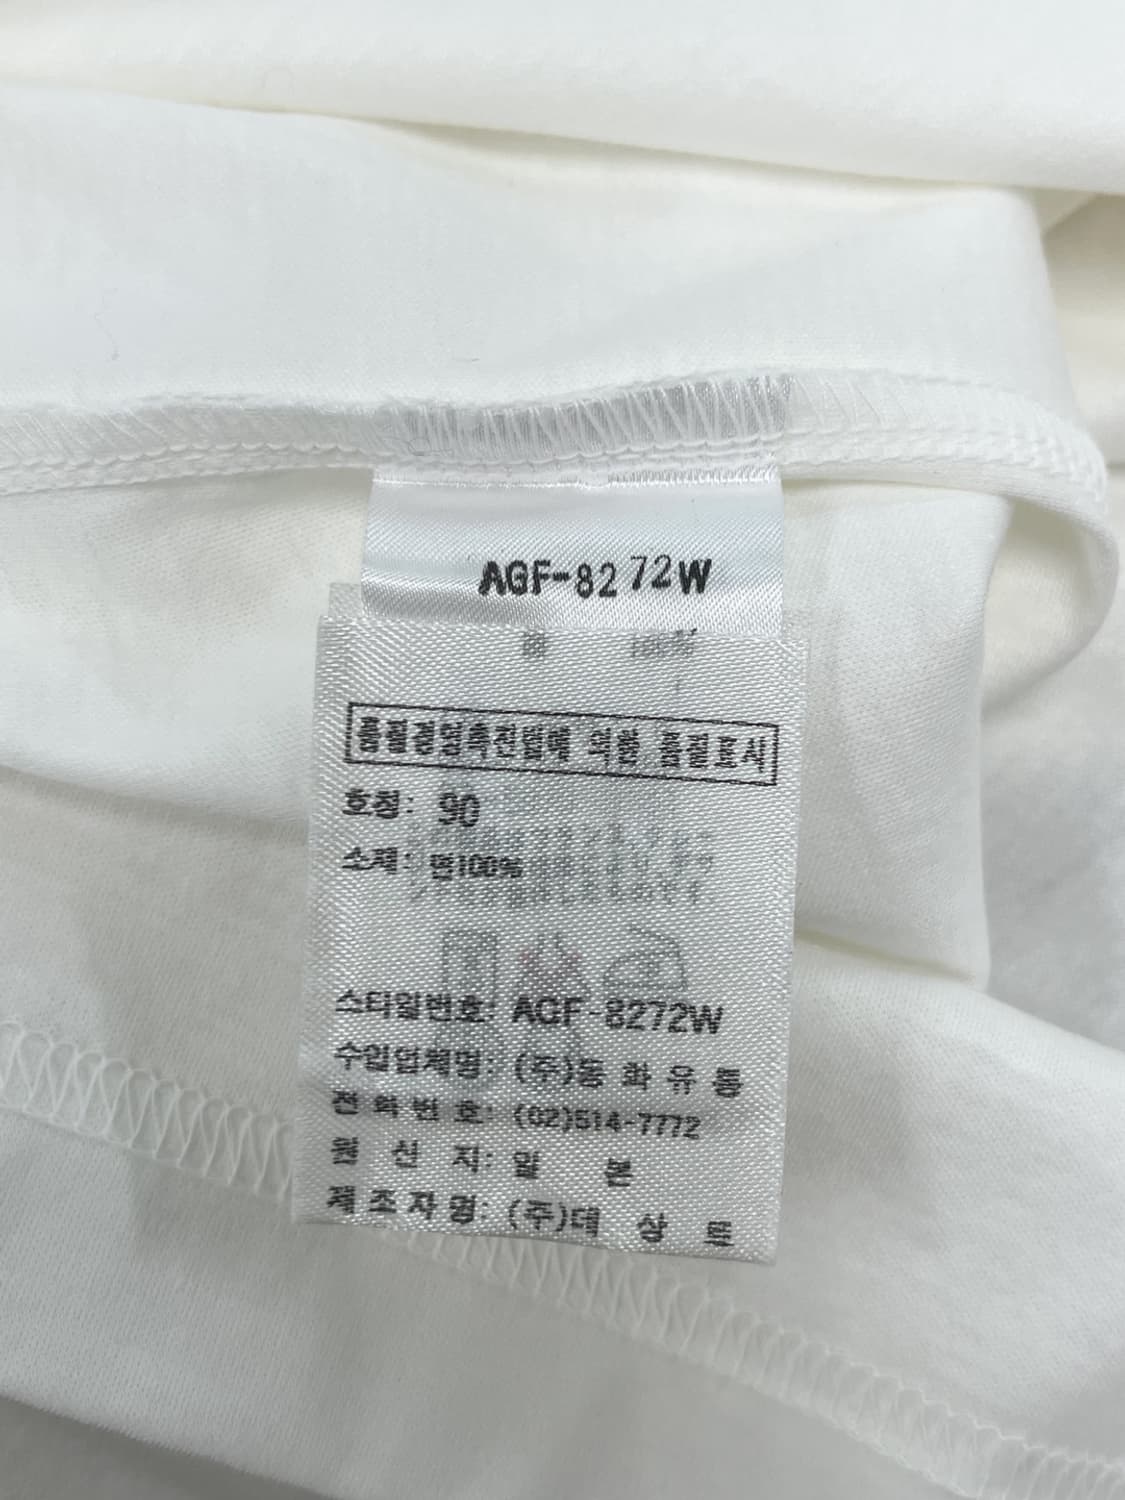 AGF-8272W
綿 100%
품질경영촉진법에 의한 품질표시
호칭: 90
소재: 면100%
스타일번호: AGF-8272W
수입업체명: (주)동 화 유 통
전 화 번 호: (02)514-7772
원 산 지: 일 본
제 조 자 명: (주)데 상 트